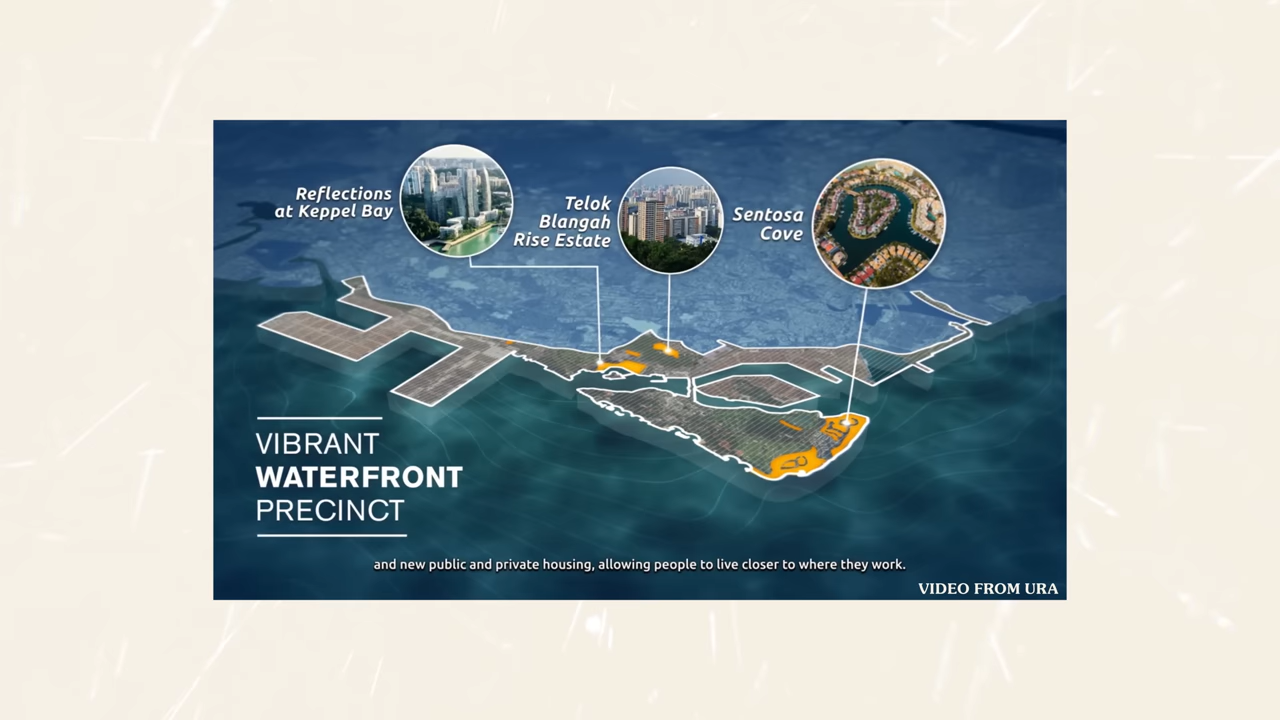 Reflections
at Keppel Bay
Telok
Blangah
Rise Estate
Sentosa
Cove
VIBRANT
WATERFRONT
PRECINCT
and new public and private housing, allowing people to live closer to where they work.
VIDEO FROM URA